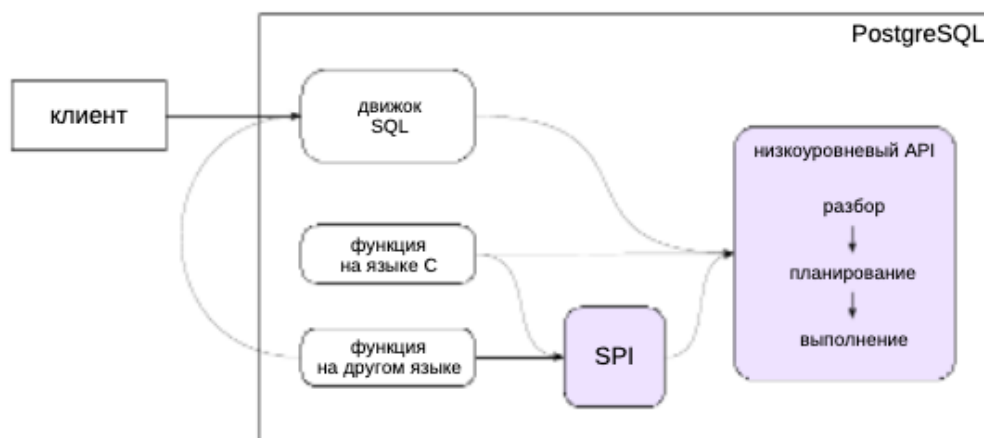 PostgreSQL
клиент
движок
SQL
низкоуровневый API
разбор
функция
на языке C
планирование
функция
на другом языке
SPI
выполнение